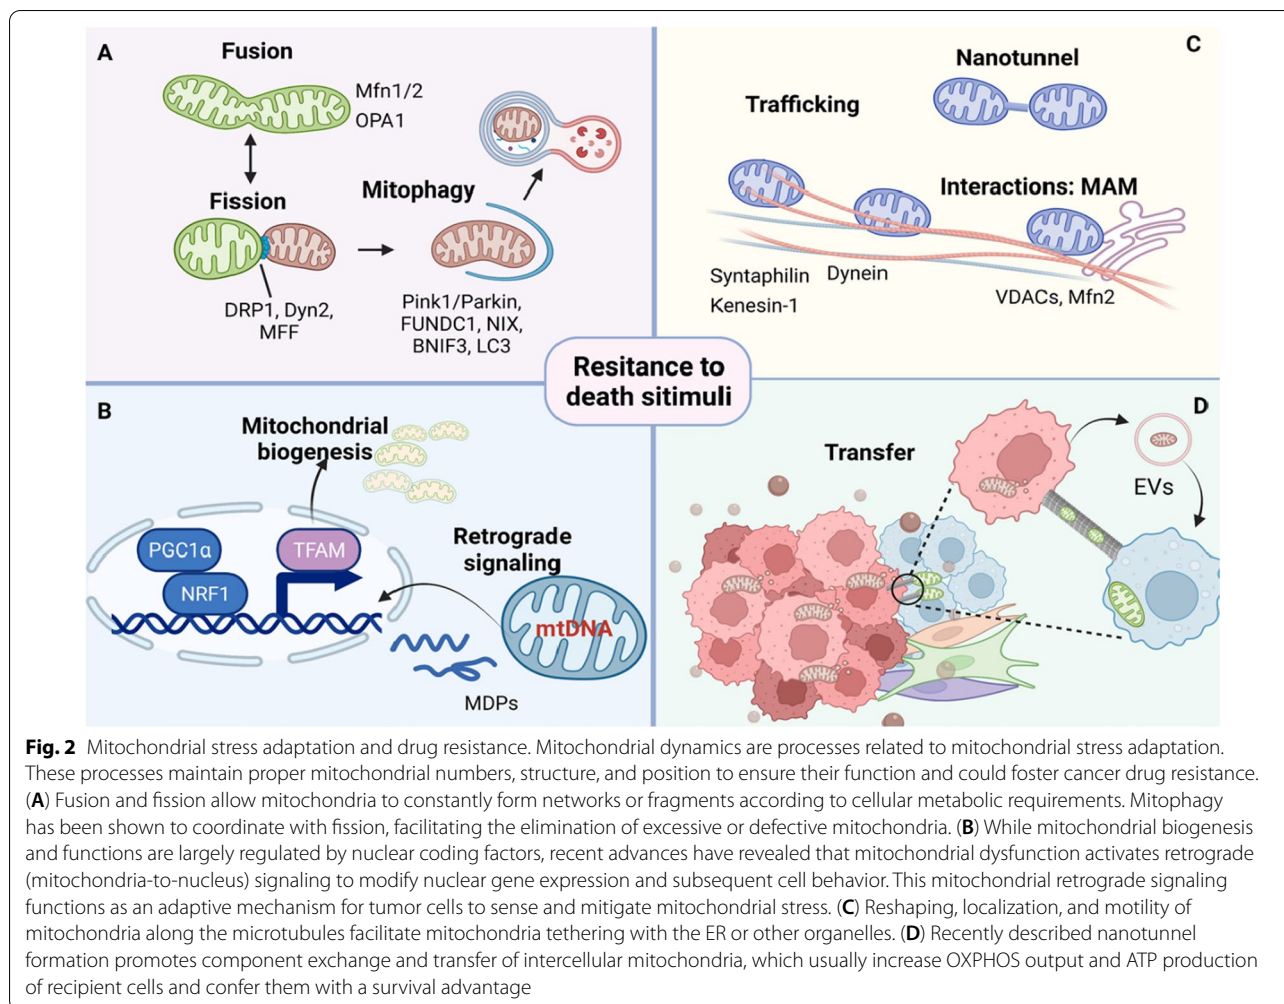 A
Fusion
Mfn1/2
OPA1
Fission
Mitophagy
DRP1, Dyn2,
MFF
Pink1/Parkin,
FUNDC1, NIX,
BNIF3, LC3
C
Nanotunnel
Trafficking
Interactions: MAM
Syntaphilin
Kenesin-1
Dynein
VDACs, Mfn2
Resitance to
death sitimuli
B
Mitochondrial
biogenesis
PGC1α
NRF1
TFAM
Retrograde
signaling
mtDNA
MDPs
D
Transfer
EVs
Fig. 2 Mitochondrial stress adaptation and drug resistance. Mitochondrial dynamics are processes related to mitochondrial stress adaptation.
These processes maintain proper mitochondrial numbers, structure, and position to ensure their function and could foster cancer drug resistance.
(A) Fusion and fission allow mitochondria to constantly form networks or fragments according to cellular metabolic requirements. Mitophagy
has been shown to coordinate with fission, facilitating the elimination of excessive or defective mitochondria. (B) While mitochondrial biogenesis
and functions are largely regulated by nuclear coding factors, recent advances have revealed that mitochondrial dysfunction activates retrograde
(mitochondria-to-nucleus) signaling to modify nuclear gene expression and subsequent cell behavior. This mitochondrial retrograde signaling
functions as an adaptive mechanism for tumor cells to sense and mitigate mitochondrial stress. (C) Reshaping, localization, and motility of
mitochondria along the microtubules facilitate mitochondria tethering with the ER or other organelles. (D) Recently described nanotunnel
formation promotes component exchange and transfer of intercellular mitochondria, which usually increase OXPHOS output and ATP production
of recipient cells and confer them with a survival advantage